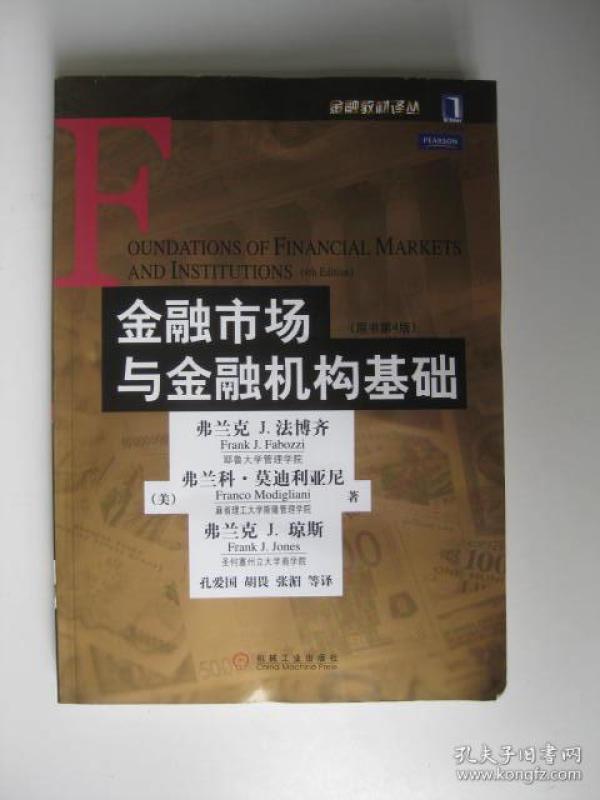 金融教材译丛
PEARSON
FOUNDATIONS OF FINANCIAL MARKETS
AND INSTITUTIONS (4th Edition)
金融市场
(原书第4版)
与金融机构基础
弗兰克 J. 法博齐
Frank J. Fabozzi
耶鲁大学管理学院
弗兰科·莫迪利亚尼
(美) Franco Modigliani 著
麻省理工大学斯隆管理学院
弗兰克 J. 琼斯
Frank J. Jones
圣何塞州立大学商学院
孔爱国 胡畏 张湄 等译
机械工业出版社
China Machine Press
孔夫子旧书网
www.kongfz.com